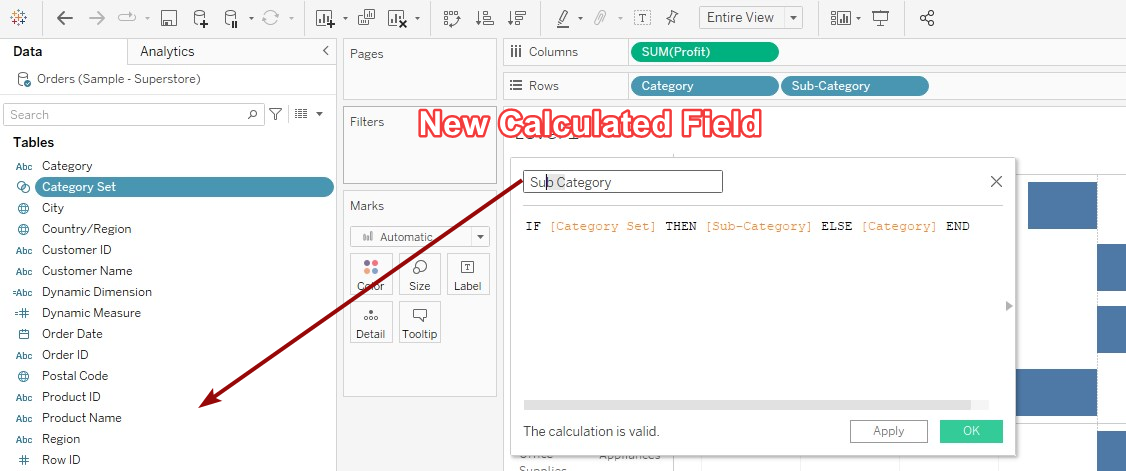 Entire View
Data
Analytics
Orders (Sample - Superstore)
Search
Tables
Abc Category
Category Set
City
Country/Region
Abc Customer ID
Abc Customer Name
=Abc Dynamic Dimension
=# Dynamic Measure
Order Date
Abc Order ID
Postal Code
Abc Product ID
Abc Product Name
Abc Region
# Row ID
Pages
Filters
Marks
Automatic
Color
Size
Label
Detail
Tooltip
Columns
SUM(Profit)
Rows
Category
Sub-Category
New Calculated Field
Sub Category
IF [Category Set] THEN [Sub-Category] ELSE [Category] END
The calculation is valid.
Apply
OK
Office
Supplies
Appliances